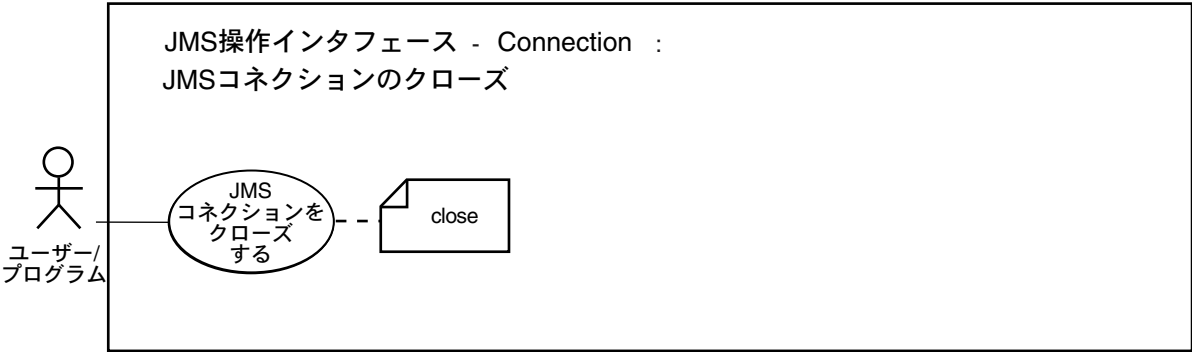 JMS操作インタフェース - Connection :
JMSコネクションのクローズ
JMS
コネクションを
クローズ
する
close
ユーザー/
プログラム